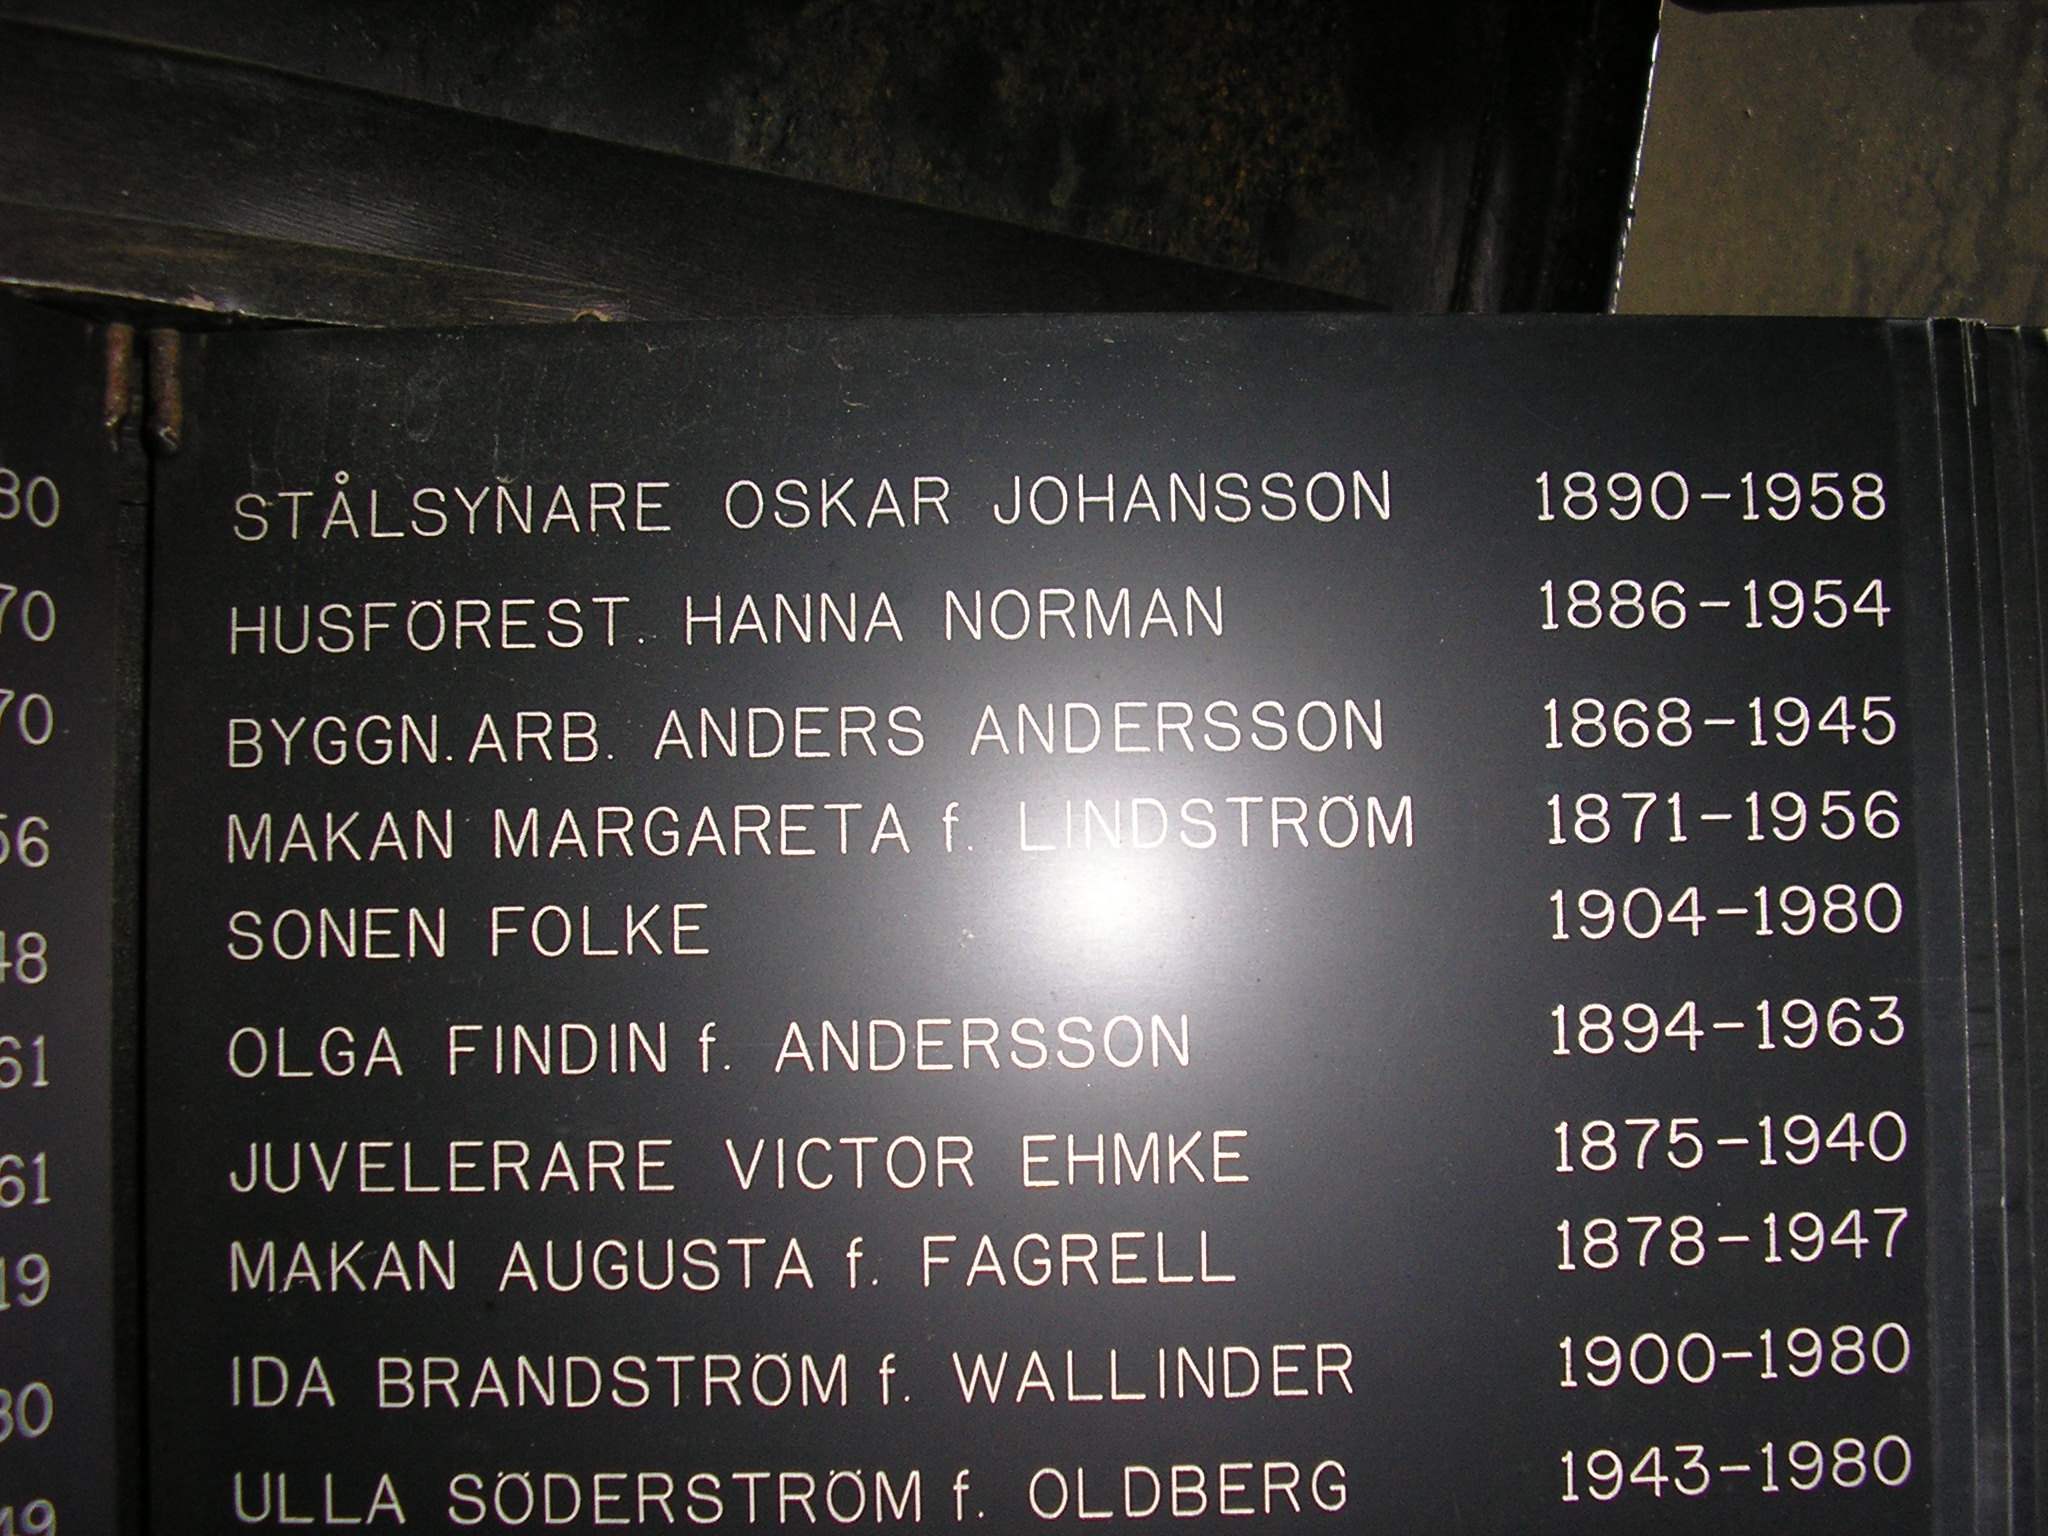 STÅLSYNARE OSKAR JOHANSSON 1890-1958
HUSFÖREST. HANNA NORMAN 1886-1954
BYGGN. ARB. ANDERS ANDERSSON 1868-1945
MAKAN MARGARETA f. LINDSTRÖM 1871-1956
SONEN FOLKE 1904-1980
OLGA FINDIN f. ANDERSSON 1894-1963
JUVELERARE VICTOR EHMKE 1875-1940
MAKAN AUGUSTA f. FAGRELL 1878-1947
IDA BRANDSTRÖM f. WALLINDER 1900-1980
ULLA SÖDERSTRÖM f. OLDBERG 1943-1980